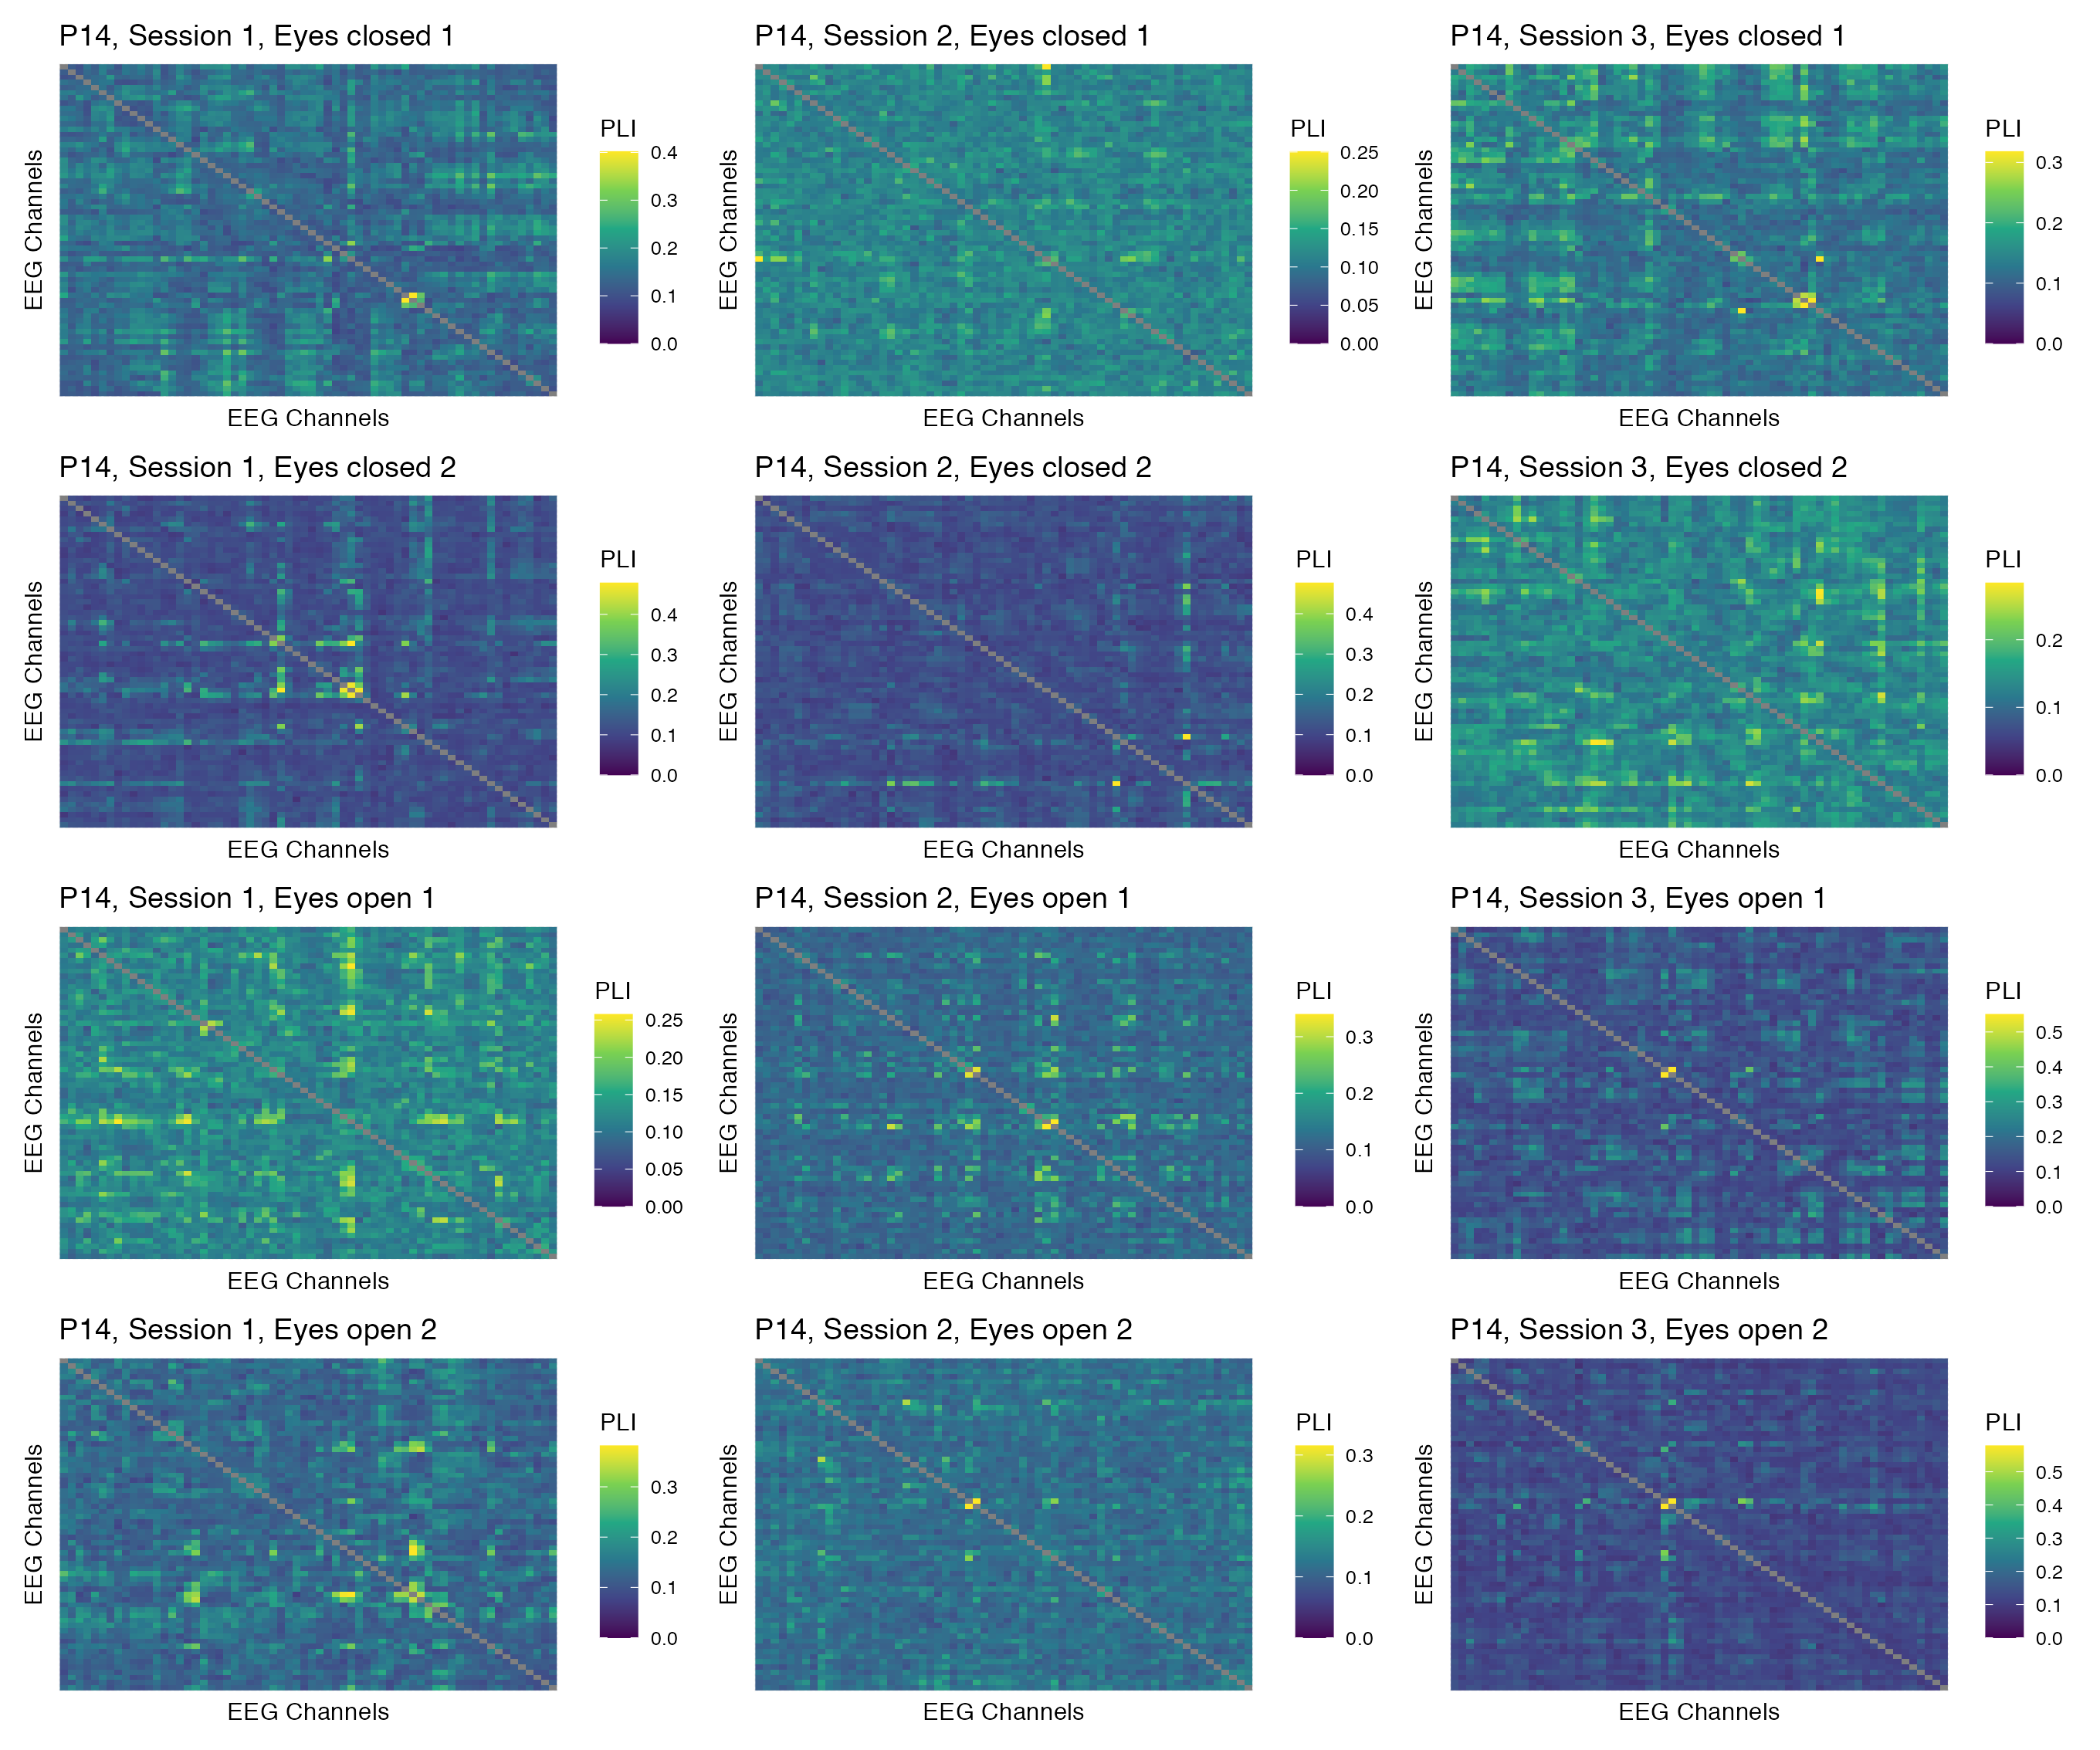 P14, Session 1, Eyes closed 1
EEG Channels
EEG Channels
PLI
0.4
0.3
0.2
0.1
0.0
P14, Session 2, Eyes closed 1
EEG Channels
EEG Channels
PLI
0.25
0.20
0.15
0.10
0.05
0.00
P14, Session 3, Eyes closed 1
EEG Channels
EEG Channels
PLI
0.3
0.2
0.1
0.0
P14, Session 1, Eyes closed 2
EEG Channels
EEG Channels
PLI
0.4
0.3
0.2
0.1
0.0
P14, Session 2, Eyes closed 2
EEG Channels
EEG Channels
PLI
0.4
0.3
0.2
0.1
0.0
P14, Session 3, Eyes closed 2
EEG Channels
EEG Channels
PLI
0.2
0.1
0.0
P14, Session 1, Eyes open 1
EEG Channels
EEG Channels
PLI
0.25
0.20
0.15
0.10
0.05
0.00
P14, Session 2, Eyes open 1
EEG Channels
EEG Channels
PLI
0.3
0.2
0.1
0.0
P14, Session 3, Eyes open 1
EEG Channels
EEG Channels
PLI
0.5
0.4
0.3
0.2
0.1
0.0
P14, Session 1, Eyes open 2
EEG Channels
EEG Channels
PLI
0.3
0.2
0.1
0.0
P14, Session 2, Eyes open 2
EEG Channels
EEG Channels
PLI
0.3
0.2
0.1
0.0
P14, Session 3, Eyes open 2
EEG Channels
EEG Channels
PLI
0.5
0.4
0.3
0.2
0.1
0.0